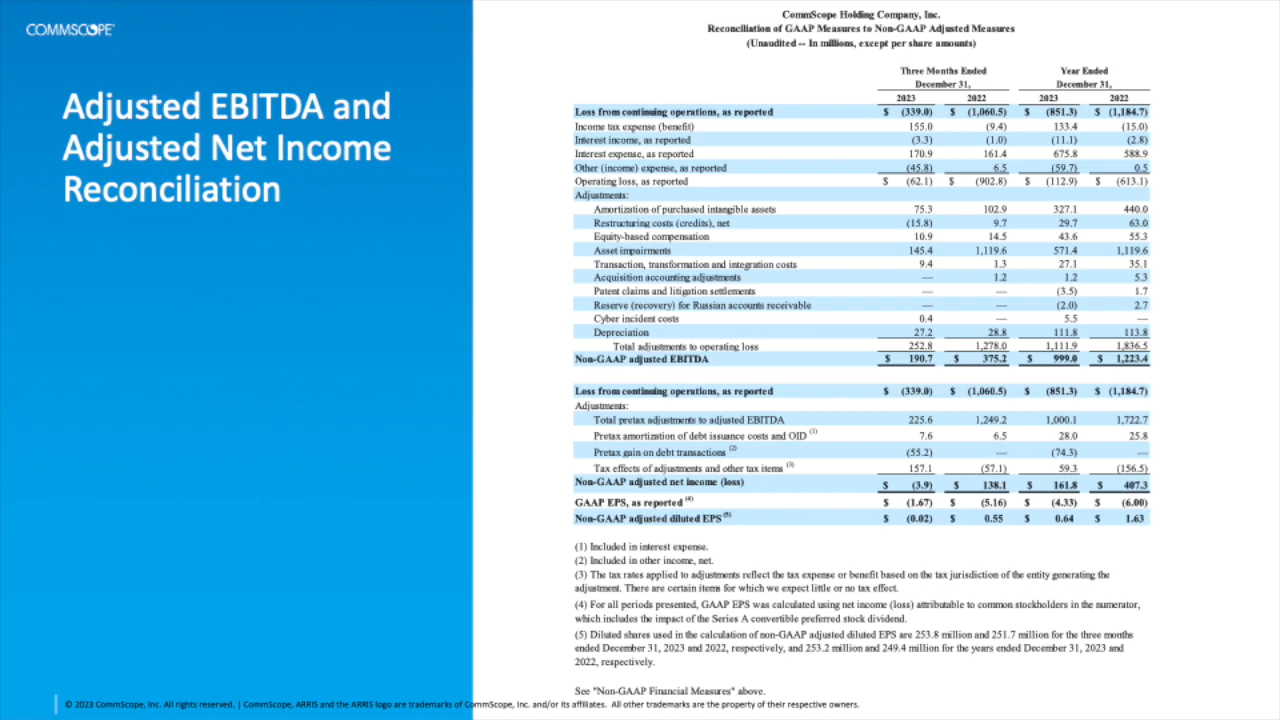 COMMSCOPE®
Adjusted EBITDA and
Adjusted Net Income
Reconciliation
CommScope Holding Company, Inc.
Reconciliation of GAAP Measures to Non-GAAP Adjusted Measures
(Unaudited -- In millions, except per share amounts)
Three Months Ended Year Ended
December 31, December 31,
2023 2022 2023 2022
Loss from continuing operations, as reported $ (339.0) $ (1,060.5) $ (851.3) $ (1,184.7)
Income tax expense (benefit) 155.0 (9.4) 133.4 (15.0)
Interest income, as reported (3.3) (1.0) (11.1) (2.8)
Interest expense, as reported 170.9 161.4 675.8 588.9
Other (income) expense, as reported (45.8) 6.5 (59.7) 0.5
Operating loss, as reported $ (62.1) $ (902.8) $ (112.9) $ (613.1)
Adjustments:
Amortization of purchased intangible assets 75.3 102.9 327.1 440.0
Restructuring costs (credits), net (15.8) 9.7 29.7 63.0
Equity-based compensation 10.9 14.5 43.6 55.3
Asset impairments 145.4 1,119.6 571.4 1,119.6
Transaction, transformation and integration costs 9.4 1.3 27.1 35.1
Acquisition accounting adjustments — 1.2 1.2 5.3
Patent claims and litigation settlements — — (3.5) 1.7
Reserve (recovery) for Russian accounts receivable — — (2.0) 2.7
Cyber incident costs 0.4 — 5.5 —
Depreciation 27.2 28.8 111.8 113.8
Total adjustments to operating loss 252.8 1,278.0 1,111.9 1,836.5
Non-GAAP adjusted EBITDA $ 190.7 $ 375.2 $ 999.0 $ 1,223.4
Loss from continuing operations, as reported $ (339.0) $ (1,060.5) $ (851.3) $ (1,184.7)
Adjustments:
Total pretax adjustments to adjusted EBITDA 225.6 1,249.2 1,000.1 1,722.7
Pretax amortization of debt issuance costs and OID (1) 7.6 6.5 28.0 25.8
Pretax gain on debt transactions (2) (55.2) — (74.3) —
Tax effects of adjustments and other tax items (3) 157.1 (57.1) 59.3 (156.5)
Non-GAAP adjusted net income (loss) $ (3.9) $ 138.1 $ 161.8 $ 407.3
GAAP EPS, as reported (4) $ (1.67) $ (5.16) $ (4.33) $ (6.00)
Non-GAAP adjusted diluted EPS (5) $ (0.02) $ 0.55 $ 0.64 $ 1.63
(1) Included in interest expense.
(2) Included in other income, net.
(3) The tax rates applied to adjustments reflect the tax expense or benefit based on the tax jurisdiction of the entity generating the
adjustment. There are certain items for which we expect little or no tax effect.
(4) For all periods presented, GAAP EPS was calculated using net income (loss) attributable to common stockholders in the numerator,
which includes the impact of the Series A convertible preferred stock dividend.
(5) Diluted shares used in the calculation of non-GAAP adjusted diluted EPS are 253.8 million and 251.7 million for the three months
ended December 31, 2023 and 2022, respectively, and 253.2 million and 249.4 million for the years ended December 31, 2023 and
2022, respectively.
See "Non-GAAP Financial Measures" above.
© 2023 CommScope, Inc. All rights reserved. | CommScope, ARRIS and the ARRIS logo are trademarks of CommScope, Inc. and/or its affiliates. All other trademarks are the property of their respective owners.